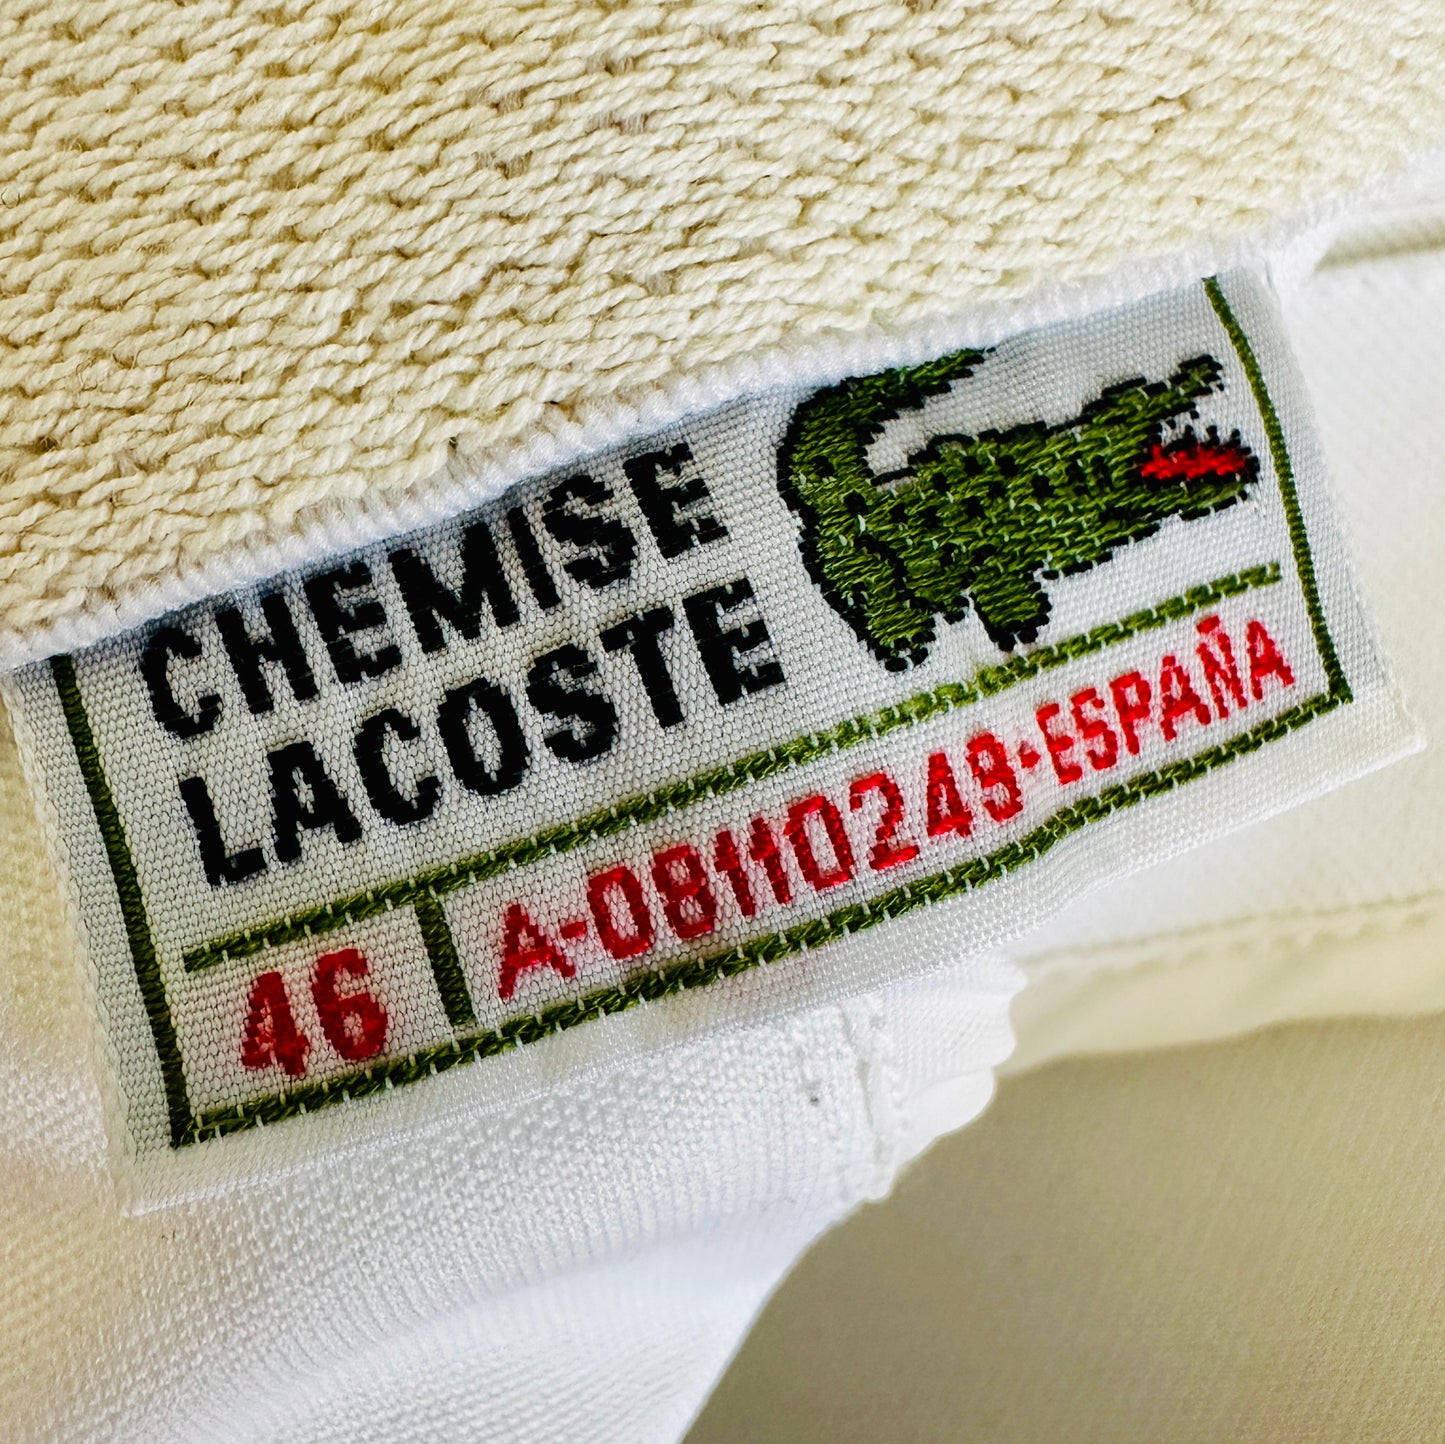 CHEMISE
LACOSTE
46
A-08110249-ESPAÑA